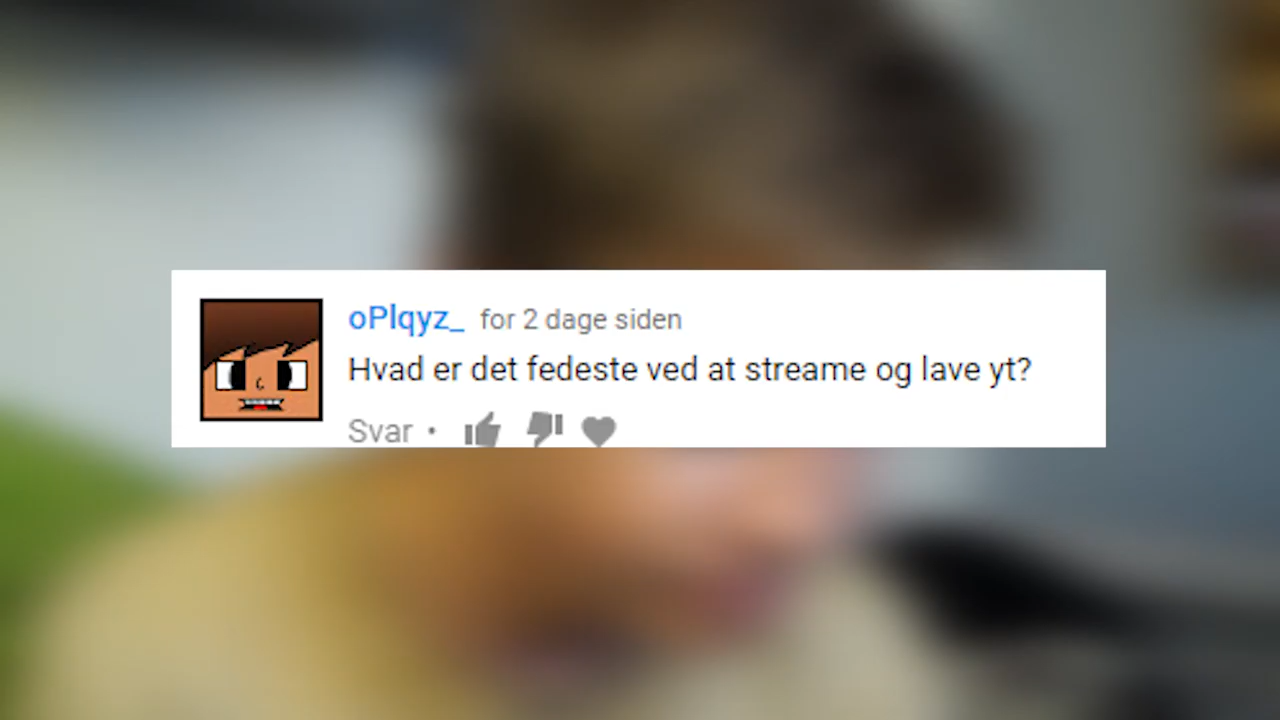 oPlqyz_ for 2 dage siden
Hvad er det fedeste ved at streame og lave yt?
Svar •